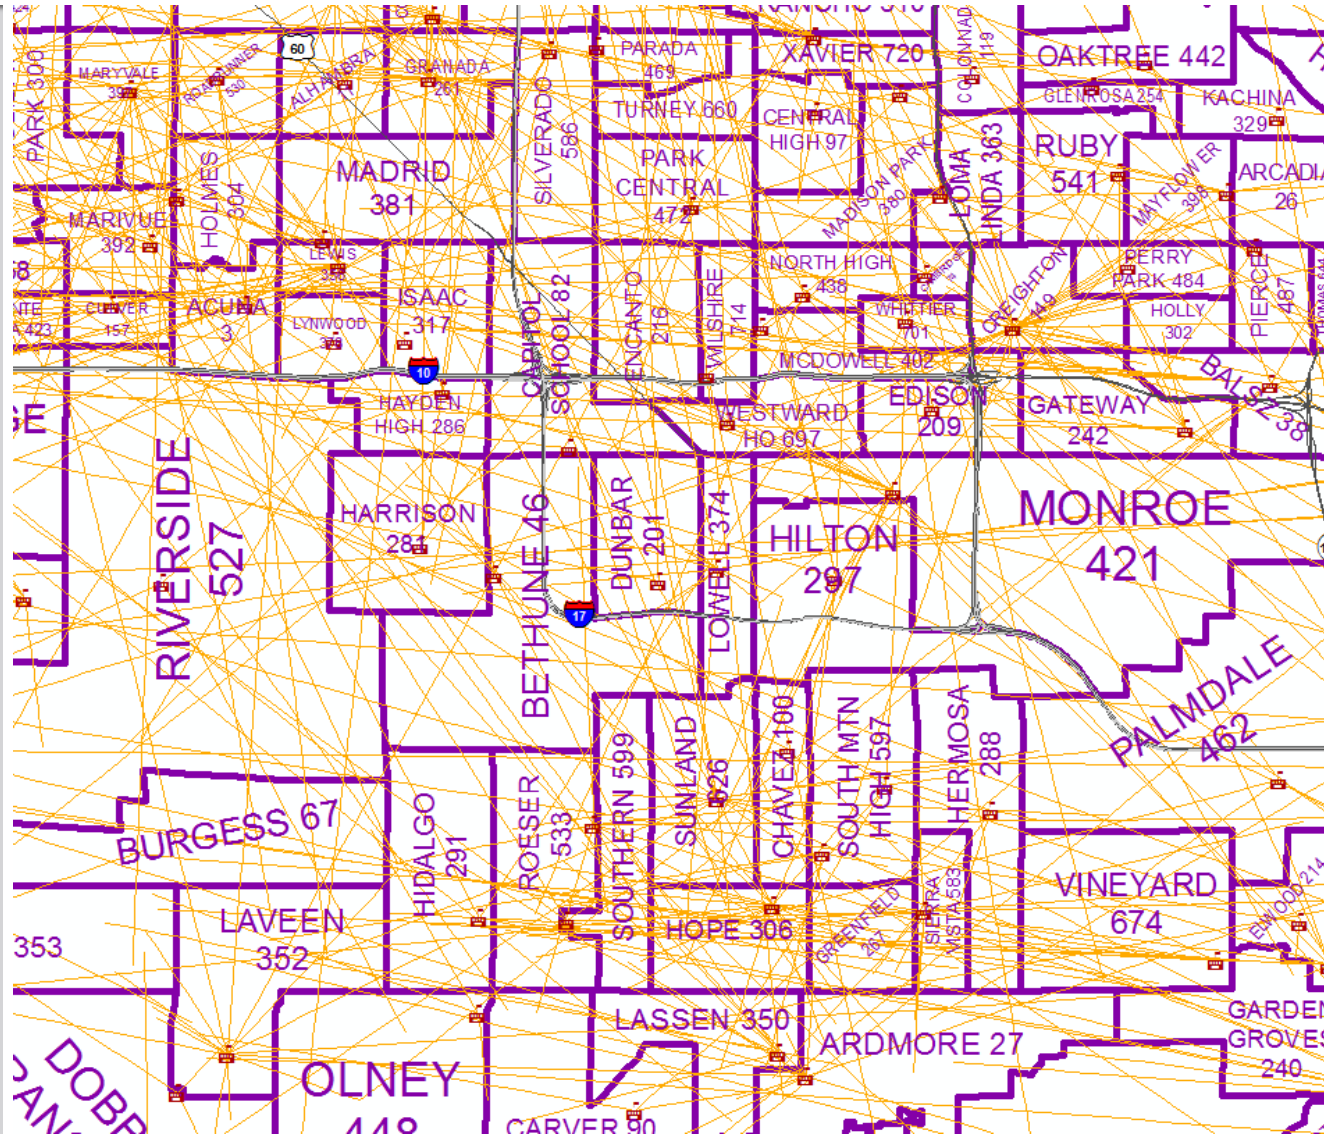 60
XAVIER 720
COLONNAD
119
PARADA
469
TURNEY 660
OAKTREE 442
GLENROSA 254
KACHINA
329
PARK 300
MARYVALE
ROADRUNNER
530
ALHAMBRA
GRANADA
261
SILVERADO
586
CENTRAL
HIGH 97
RUBY
541
MAYFLOWER
398
ARCADIA
26
MADRID
381
PARK
CENTRAL
472
MADISON PARK
380
LOMA
LINDA 363
HOLMES
304
MARIVUE
392
LEWIS
NORTH HIGH
438
PERRY
PARK 484
CREIGHTON
149
PIERCE
487
ACUNA
3
157
A 423
LYNWOOD
ISAAC
317
CAPITOL
SCHOOL 82
ENCANTO
216
WILSHIRE
714
WHITTIER
701
HOLLY
302
MCDOWELL 402
10
HAYDEN
HIGH 286
WESTWARD
HO 697
EDISON
209
GATEWAY
242
BALSZ 38
RIVERSIDE
527
HARRISON
281
BETHUNE 46
DUNBAR
201
LOWELL 374
HILTON
297
MONROE
421
17
PALMDALE
462
BURGESS 67
HIDALGO
291
ROESER
533
SOUTHERN 599
SUNLAND
626
CHAVEZ 100
SOUTH MTN
HIGH 597
HERMOSA
288
353
LAVEEN
352
HOPE 306
GREENFIELD
267
SIERRA
VISTA 583
VINEYARD
674
ELWOOD 214
LASSEN 350
ARDMORE 27
GARDEN
GROVES
240
OLNEY
448
CARVER 90